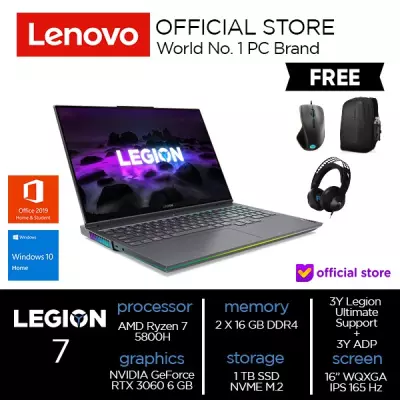 Lenovo
OFFICIAL STORE
World No. 1 PC Brand
FREE
LEGION
Office 2019
Home & Student
Windows
Windows 10
Home
official store
LEGION
7
processor
AMD Ryzen 7
5800H
memory
2 X 16 GB DDR4
3Y Legion
Ultimate
Support
+
3Y ADP
graphics
NVIDIA GeForce
RTX 3060 6 GB
storage
1 TB SSD
NVME M.2
screen
16” WQXGA
IPS 165 Hz